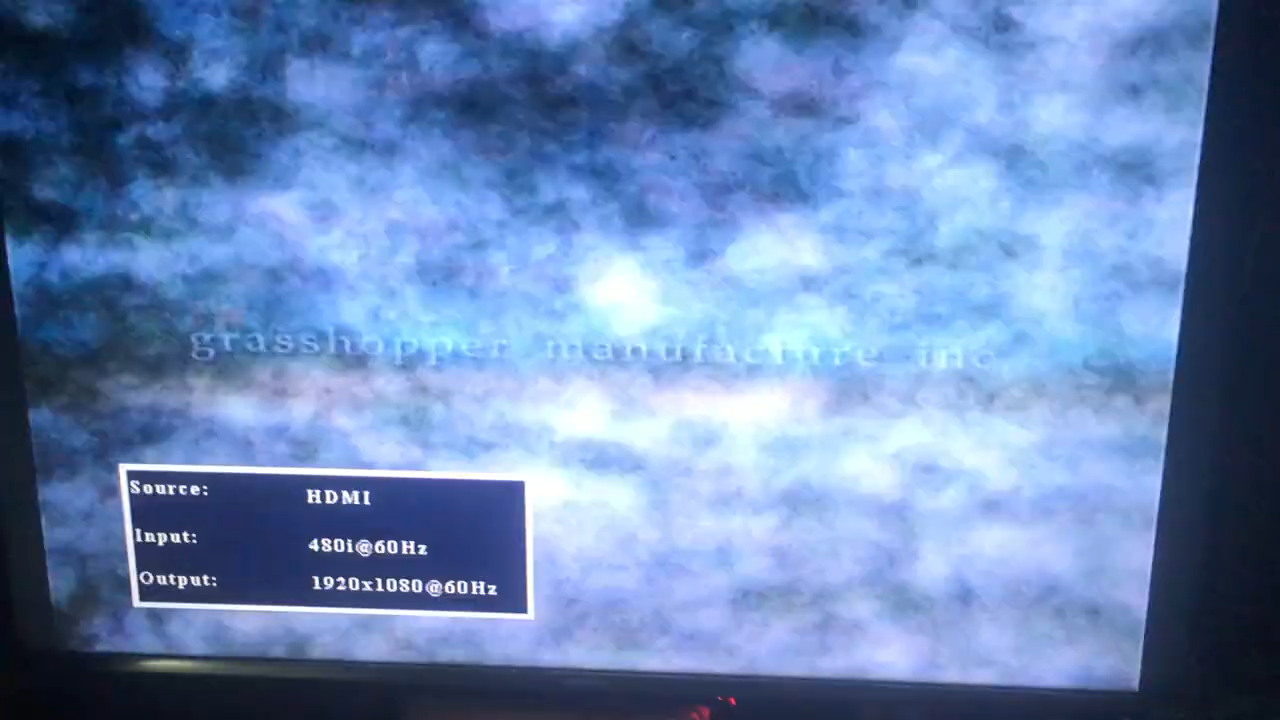 grasshopper manufacture inc.
Source: HDMI
Input: 480i@60Hz
Output: 1920x1080@60Hz